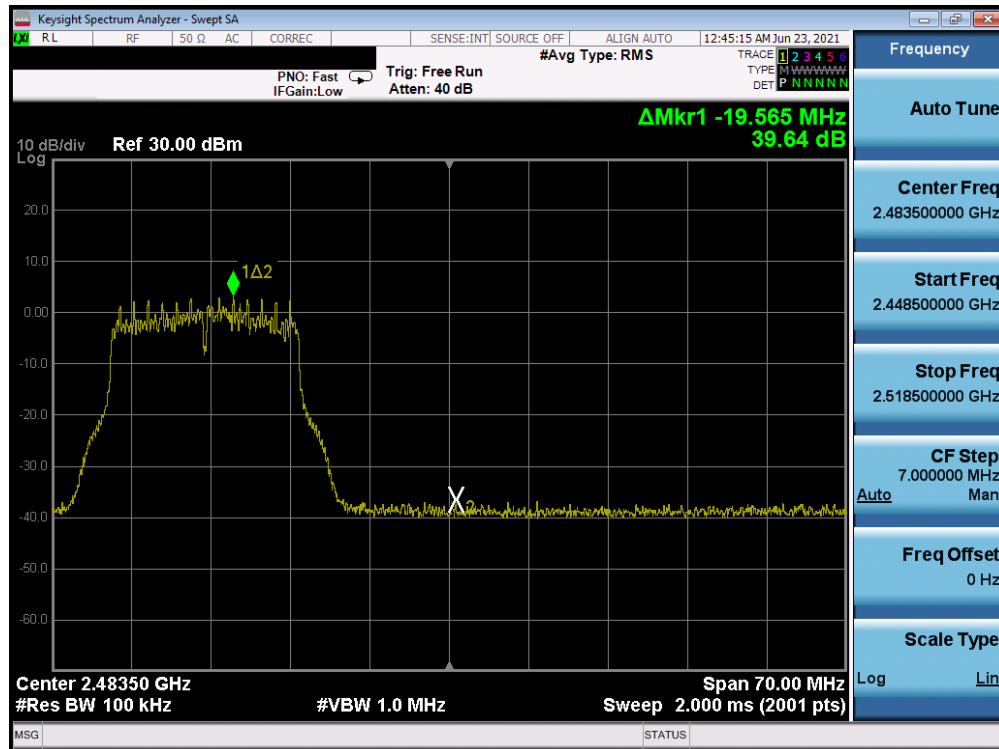 Keysight Spectrum Analyzer - Swept SA
LXI RL RF 50 Ω AC CORREC SENSE:INT SOURCE OFF ALIGN AUTO 12:45:15 AM Jun 23, 2021
#Avg Type: RMS TRACE 1 2 3 4 5 6
PNO: Fast Trig: Free Run TYPE M WWWWW
IFGain:Low Atten: 40 dB DET P N N N N N
ΔMkr1 -19.565 MHz
10 dB/div Ref 30.00 dBm 39.64 dB
Log
20.0
10.0
1Δ2
0.00
-10.0
-20.0
-30.0
X2
-40.0
-50.0
-60.0
Center 2.48350 GHz Span 70.00 MHz
#Res BW 100 kHz #VBW 1.0 MHz Sweep 2.000 ms (2001 pts)
MSG STATUS
Frequency
Auto Tune
Center Freq
2.483500000 GHz
Start Freq
2.448500000 GHz
Stop Freq
2.518500000 GHz
CF Step
7.000000 MHz
Auto Man
Freq Offset
0 Hz
Scale Type
Log Lin